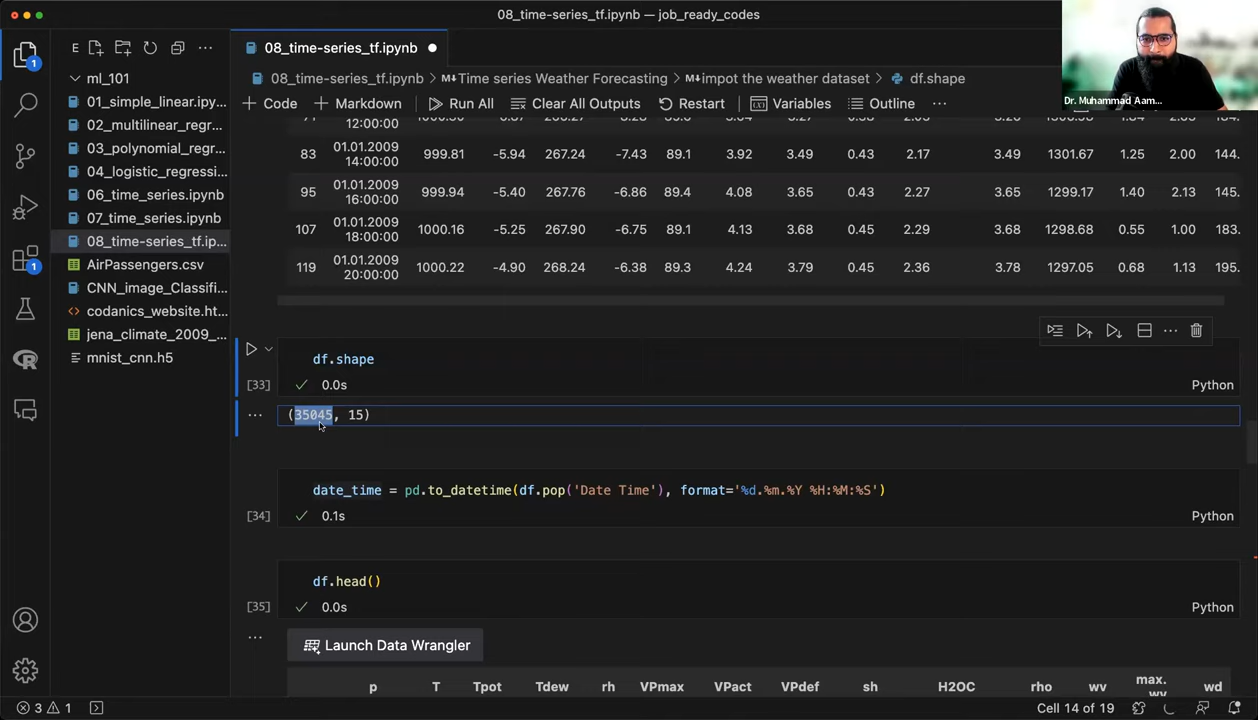 08_time-series_tf.ipynb — job_ready_codes
Dr. Muhammad Aam...
E
ml_101
01_simple_linear.ipy...
02_multilinear_regr...
03_polynomial_regr...
04_logistic_regressi...
06_time_series.ipynb
07_time_series.ipynb
08_time-series_tf.ip...
AirPassengers.csv
CNN_image_Classifi...
codanics_website.ht...
jena_climate_2009_...
mnist_cnn.h5
1
1
08_time-series_tf.ipynb
08_time-series_tf.ipynb > M↓Time series Weather Forecasting > M↓impot the weather dataset > df.shape
+ Code + Markdown Run All Clear All Outputs Restart Variables Outline ...
12:00:00
83 01.01.2009 14:00:00 999.81 -5.94 267.24 -7.43 89.1 3.92 3.49 0.43 2.17 3.49 1301.67 1.25 2.00 144.
95 01.01.2009 16:00:00 999.94 -5.40 267.76 -6.86 89.4 4.08 3.65 0.43 2.27 3.65 1299.17 1.40 2.13 145.
107 01.01.2009 18:00:00 1000.16 -5.25 267.90 -6.75 89.1 4.13 3.68 0.45 2.29 3.68 1298.68 0.55 1.00 183.
119 01.01.2009 20:00:00 1000.22 -4.90 268.24 -6.38 89.3 4.24 3.79 0.45 2.36 3.78 1297.05 0.68 1.13 195.
df.shape
[33] 0.0s Python
(35045, 15)
date_time = pd.to_datetime(df.pop('Date Time'), format='%d.%m.%Y %H:%M:%S')
[34] 0.1s Python
df.head()
[35] 0.0s Python
Launch Data Wrangler
p T Tpot Tdew rh VPmax VPact VPdef sh H2OC rho wv max. wv wd
3 1
Cell 14 of 19